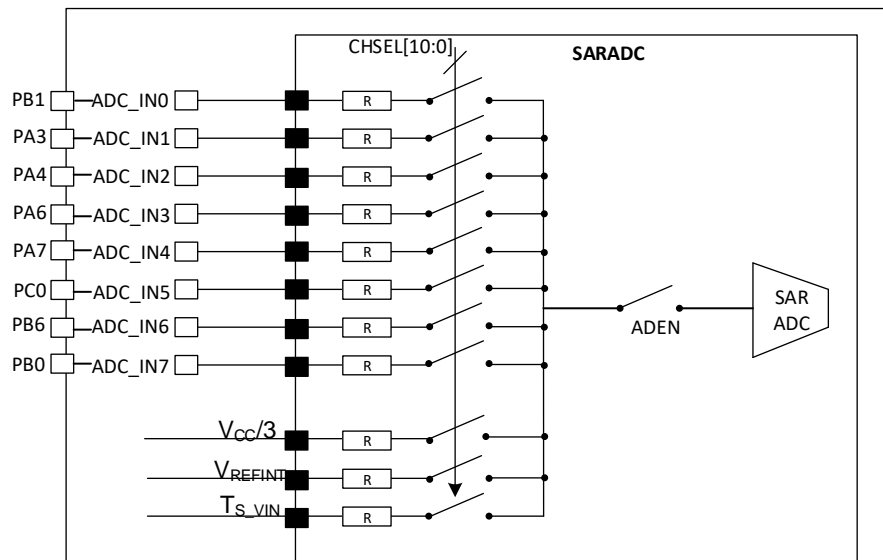 CHSEL[10:0]
SARADC
PB1 ADC_IN0 R
PA3 ADC_IN1 R
PA4 ADC_IN2 R
PA6 ADC_IN3 R
PA7 ADC_IN4 R
PC0 ADC_IN5 R
PB6 ADC_IN6 R
PB0 ADC_IN7 R
ADEN
SAR
ADC
VCC/3 R
VREFINT R
TS_VIN R